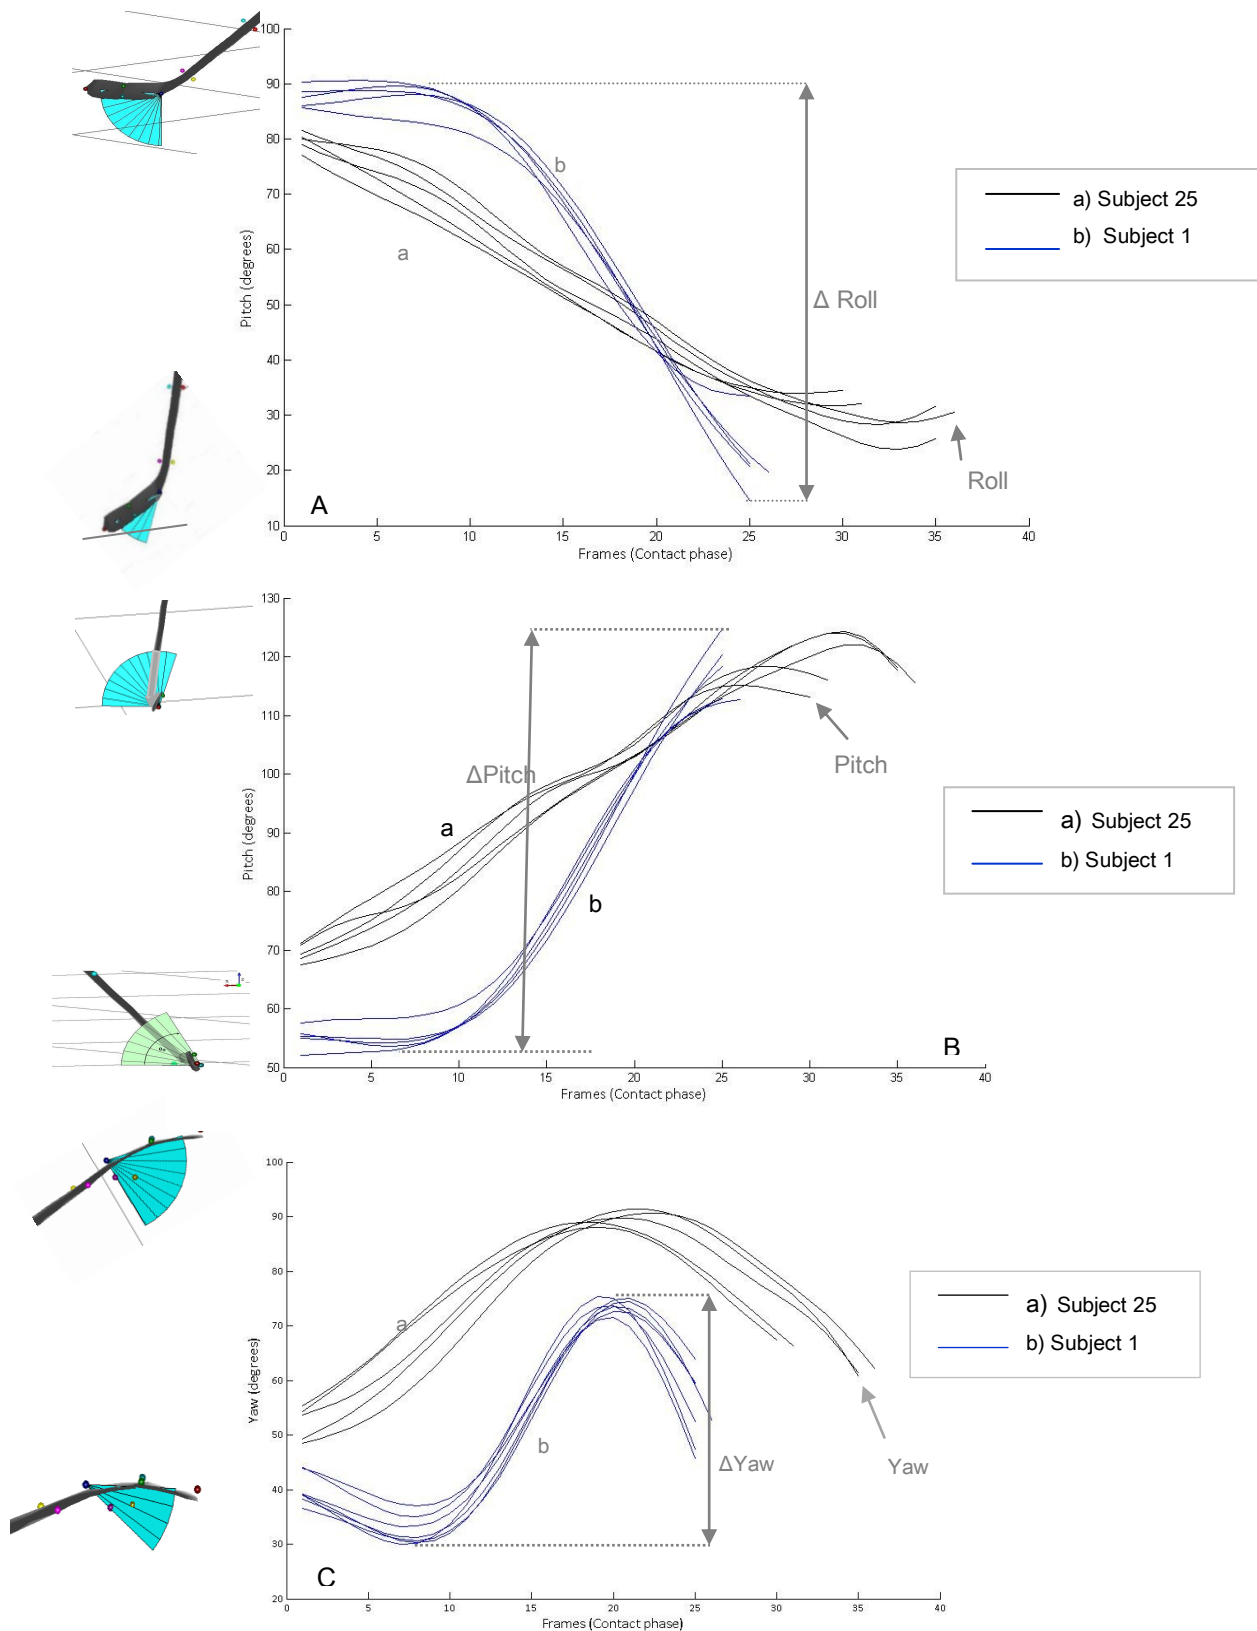 100
90
80
70
60
50
40
30
20
10
Pitch (degrees)
b
a
Δ Roll
Roll
A
0 5 10 15 20 25 30 35 40
Frames (Contact phase)
a) Subject 25
b) Subject 1
130
120
110
100
90
80
70
60
50
Pitch (degrees)
ΔPitch
a
b
Pitch
B
0 5 10 15 20 25 30 35 40
Frames (Contact phase)
a) Subject 25
b) Subject 1
100
90
80
70
60
50
40
30
20
Yaw (degrees)
a
b
ΔYaw
Yaw
C
0 5 10 15 20 25 30 35 40
Frames (Contact phase)
a) Subject 25
b) Subject 1